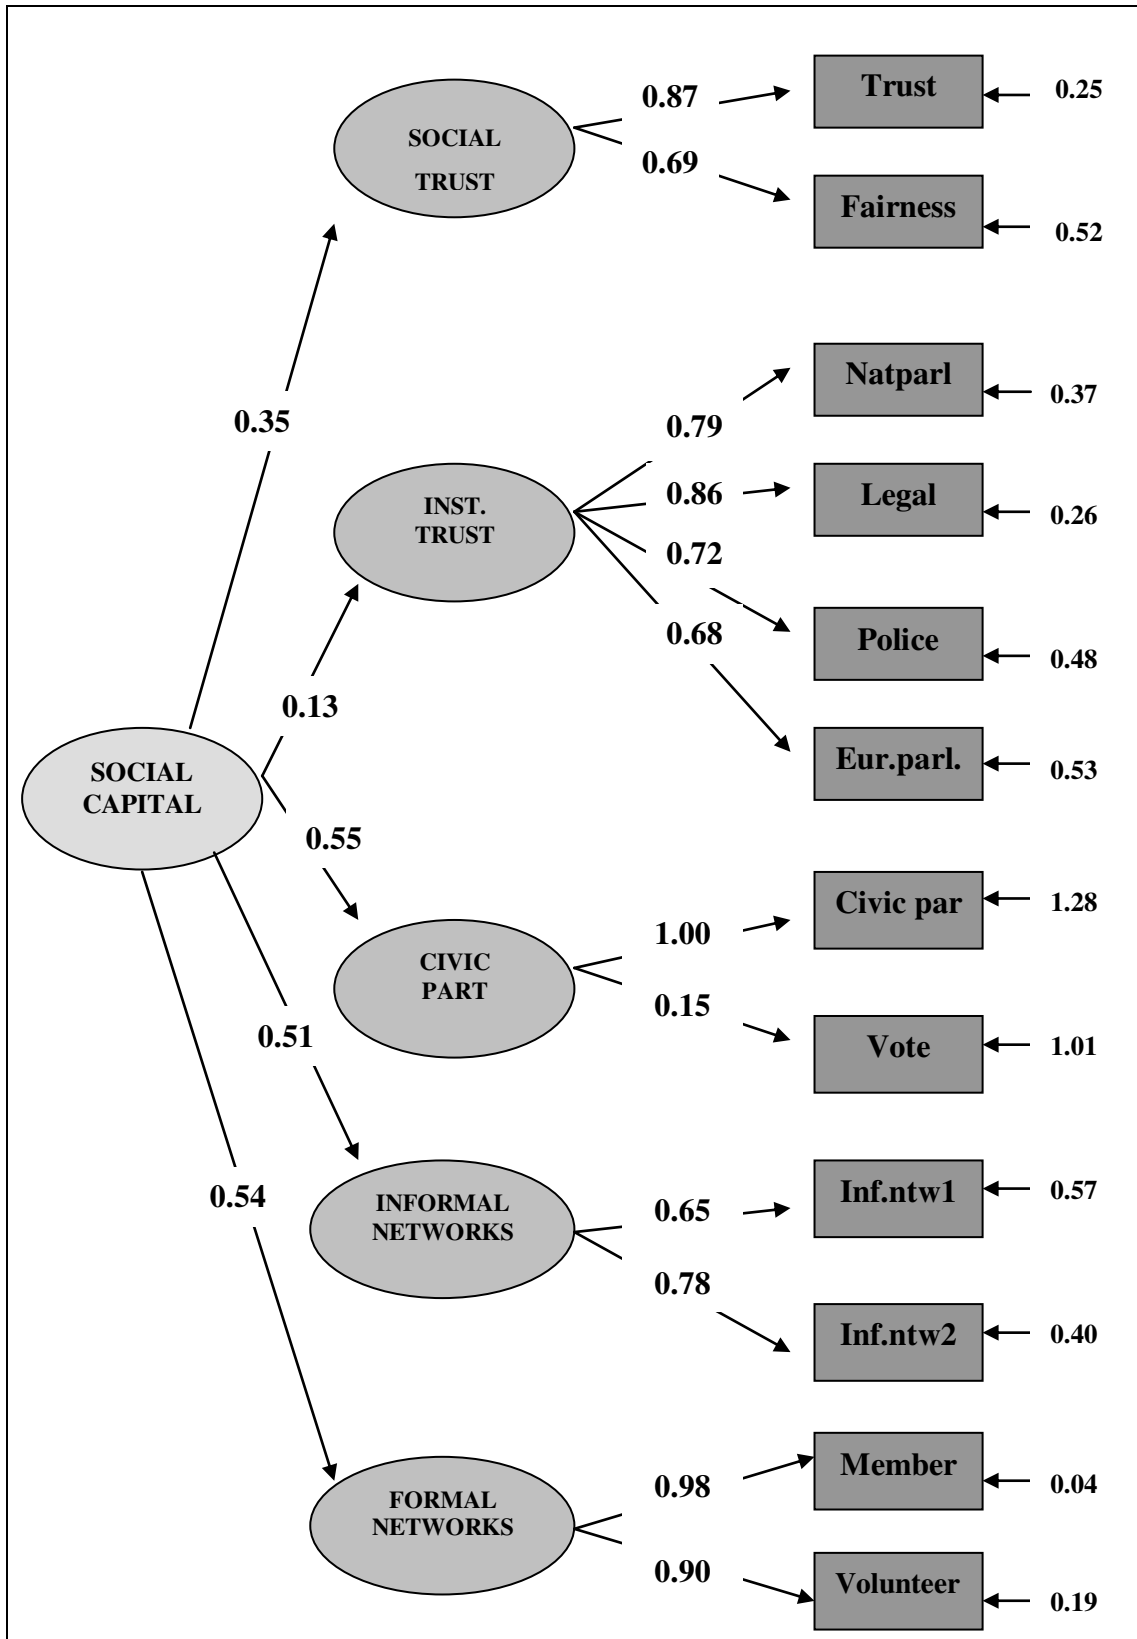 SOCIAL
TRUST
0.87
0.69
Trust
0.25
Fairness
0.52
0.35
INST.
TRUST
0.79
0.86
0.72
0.68
Natparl
0.37
Legal
0.26
Police
0.48
Eur.parl.
0.53
0.13
SOCIAL
CAPITAL
0.55
CIVIC
PART
1.00
0.15
Civic par
1.28
Vote
1.01
0.51
INFORMAL
NETWORKS
0.65
0.78
Inf.ntw1
0.57
Inf.ntw2
0.40
0.54
FORMAL
NETWORKS
0.98
0.90
Member
0.04
Volunteer
0.19